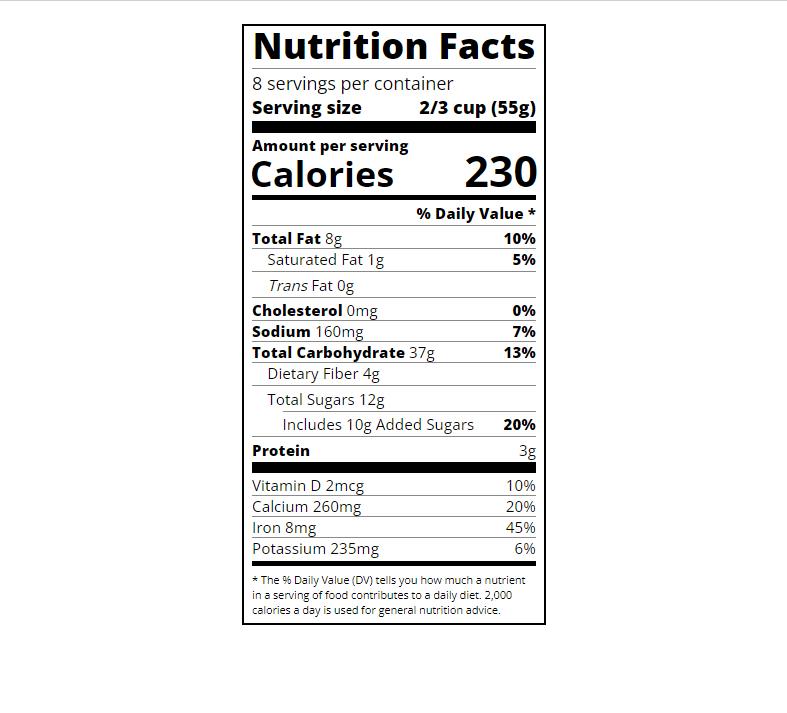 Nutrition Facts
8 servings per container
Serving size 2/3 cup (55g)
Amount per serving
Calories 230
% Daily Value *
Total Fat 8g 10%
Saturated Fat 1g 5%
Trans Fat 0g
Cholesterol 0mg 0%
Sodium 160mg 7%
Total Carbohydrate 37g 13%
Dietary Fiber 4g
Total Sugars 12g
Includes 10g Added Sugars 20%
Protein 3g
Vitamin D 2mcg 10%
Calcium 260mg 20%
Iron 8mg 45%
Potassium 235mg 6%
* The % Daily Value (DV) tells you how much a nutrient
in a serving of food contributes to a daily diet. 2,000
calories a day is used for general nutrition advice.